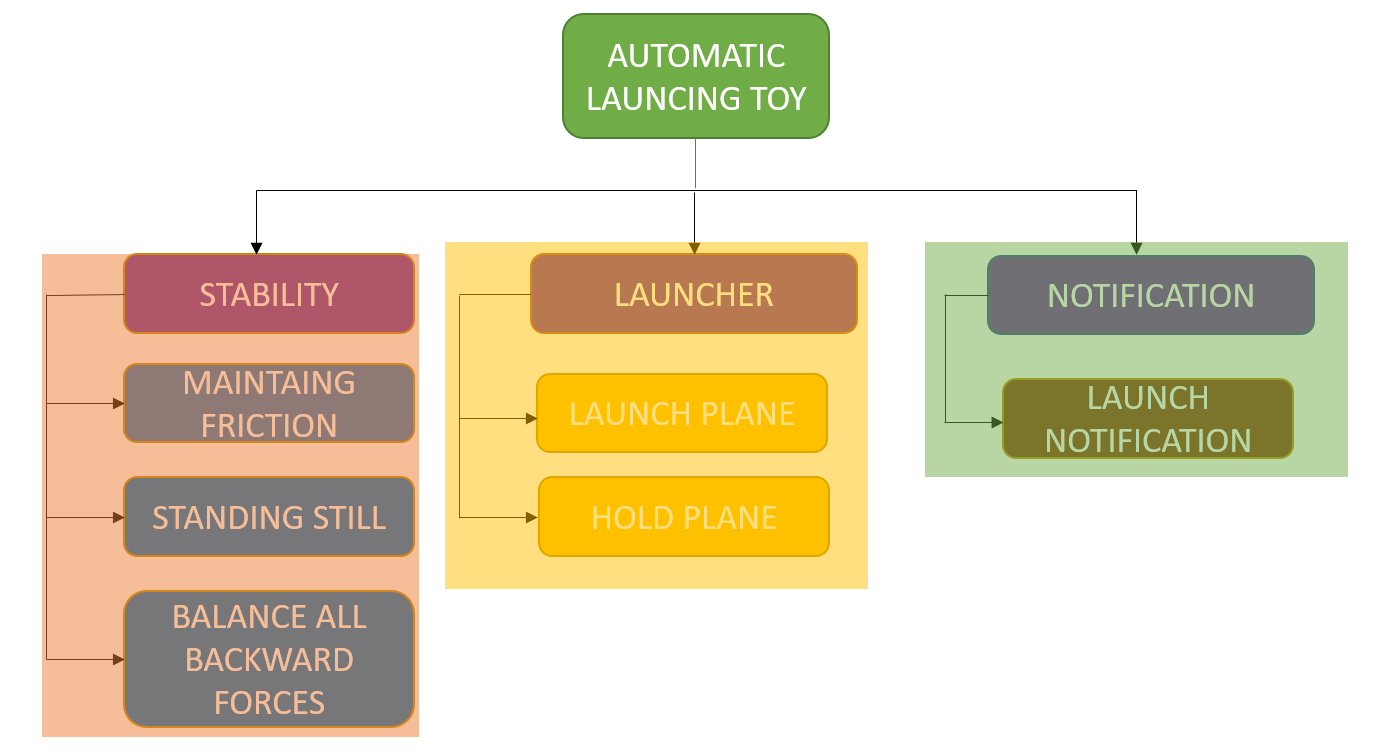 AUTOMATIC
LAUNCING TOY
STABILITY
MAINTAING
FRICTION
STANDING STILL
BALANCE ALL
BACKWARD
FORCES
LAUNCHER
LAUNCH PLANE
HOLD PLANE
NOTIFICATION
LAUNCH
NOTIFICATION